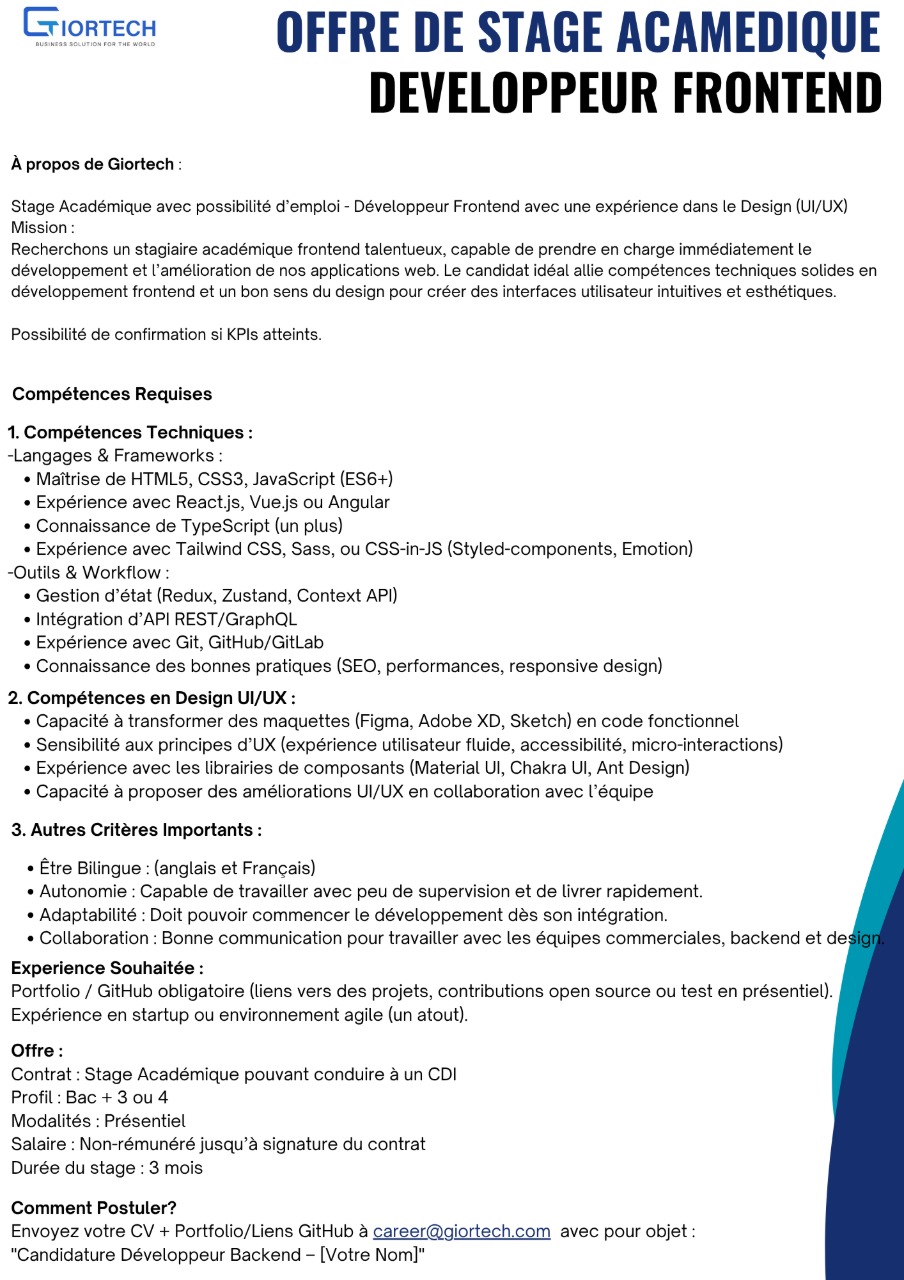 GIORTECH
BUSINESS SOLUTION FOR THE WORLD
OFFRE DE STAGE ACAMEDIQUE
DEVELOPPEUR FRONTEND
À propos de Giortech :
Stage Académique avec possibilité d'emploi - Développeur Frontend avec une expérience dans le Design (UI/UX)
Mission :
Recherchons un stagiaire académique frontend talentueux, capable de prendre en charge immédiatement le
développement et l'amélioration de nos applications web. Le candidat idéal allie compétences techniques solides en
développement frontend et un bon sens du design pour créer des interfaces utilisateur intuitives et esthétiques.
Possibilité de confirmation si KPIs atteints.
Compétences Requises
1. Compétences Techniques :
-Langages & Frameworks :
• Maîtrise de HTML5, CSS3, JavaScript (ES6+)
• Expérience avec React.js, Vue.js ou Angular
• Connaissance de TypeScript (un plus)
• Expérience avec Tailwind CSS, Sass, ou CSS-in-JS (Styled-components, Emotion)
-Outils & Workflow :
• Gestion d'état (Redux, Zustand, Context API)
• Intégration d'API REST/GraphQL
• Expérience avec Git, GitHub/GitLab
• Connaissance des bonnes pratiques (SEO, performances, responsive design)
2. Compétences en Design UI/UX :
• Capacité à transformer des maquettes (Figma, Adobe XD, Sketch) en code fonctionnel
• Sensibilité aux principes d'UX (expérience utilisateur fluide, accessibilité, micro-interactions)
• Expérience avec les librairies de composants (Material UI, Chakra UI, Ant Design)
• Capacité à proposer des améliorations UI/UX en collaboration avec l'équipe
3. Autres Critères Importants :
• Être Bilingue : (anglais et Français)
• Autonomie : Capable de travailler avec peu de supervision et de livrer rapidement.
• Adaptabilité : Doit pouvoir commencer le développement dès son intégration.
• Collaboration : Bonne communication pour travailler avec les équipes commerciales, backend et design.
Experience Souhaitée :
Portfolio / GitHub obligatoire (liens vers des projets, contributions open source ou test en présentiel).
Expérience en startup ou environnement agile (un atout).
Offre :
Contrat : Stage Académique pouvant conduire à un CDI
Profil : Bac + 3 ou 4
Modalités : Présentiel
Salaire : Non-rémunéré jusqu'à signature du contrat
Durée du stage : 3 mois
Comment Postuler?
Envoyez votre CV + Portfolio/Liens GitHub à career@giortech.com avec pour objet :
"Candidature Développeur Backend – [Votre Nom]"